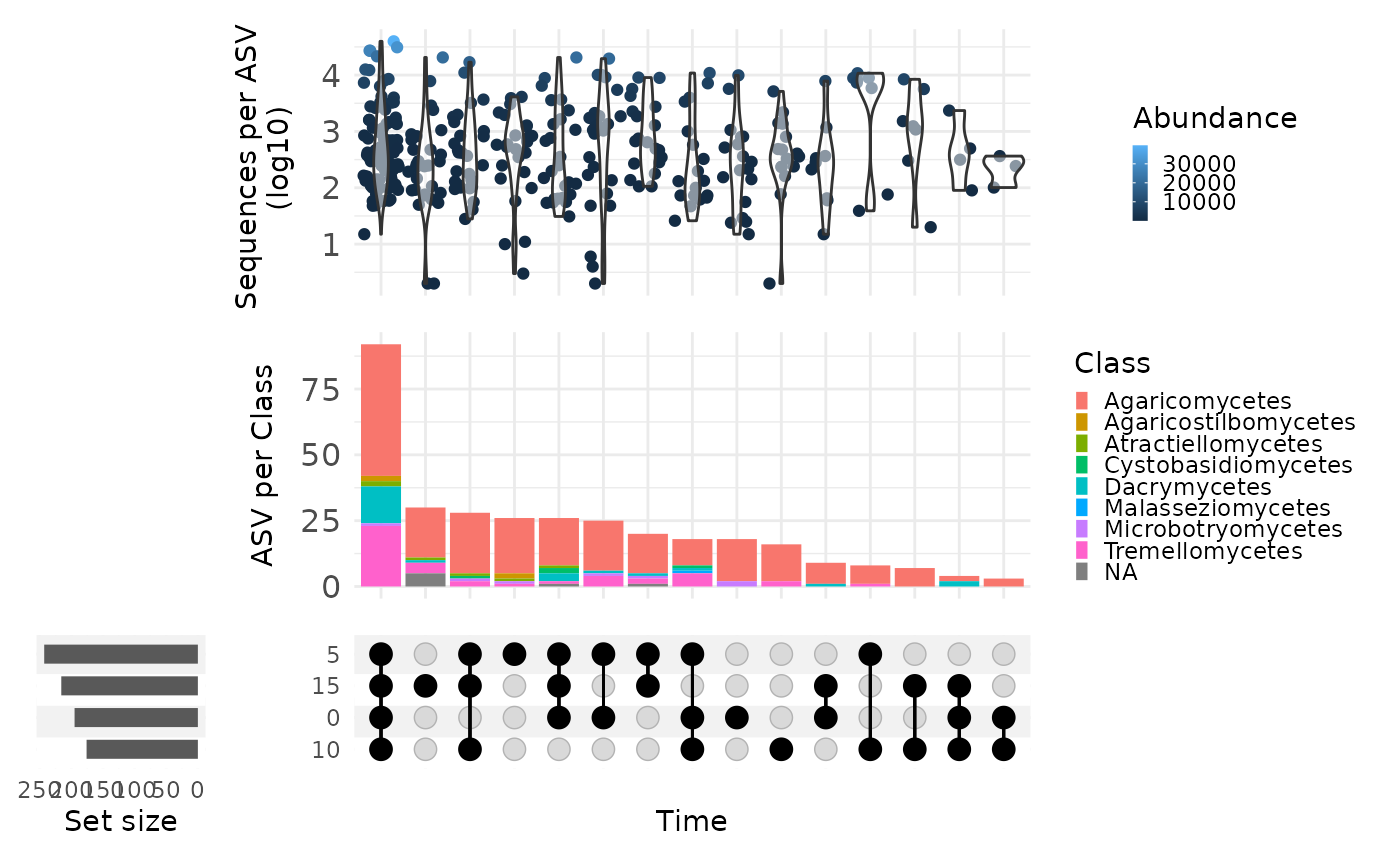 Sequences per ASV
(log10)
4
3
2
1
Abundance
30000
20000
10000
ASV per Class
75
50
25
0
Class
Agaricomycetes
Agaricostilbomycetes
Atractiellomycetes
Cystobasidiomycetes
Dacrymycetes
Malasseziomycetes
Microbotryomycetes
Tremellomycetes
NA
5
15
0
10
250 200 150 100 50 0
Set size
Time